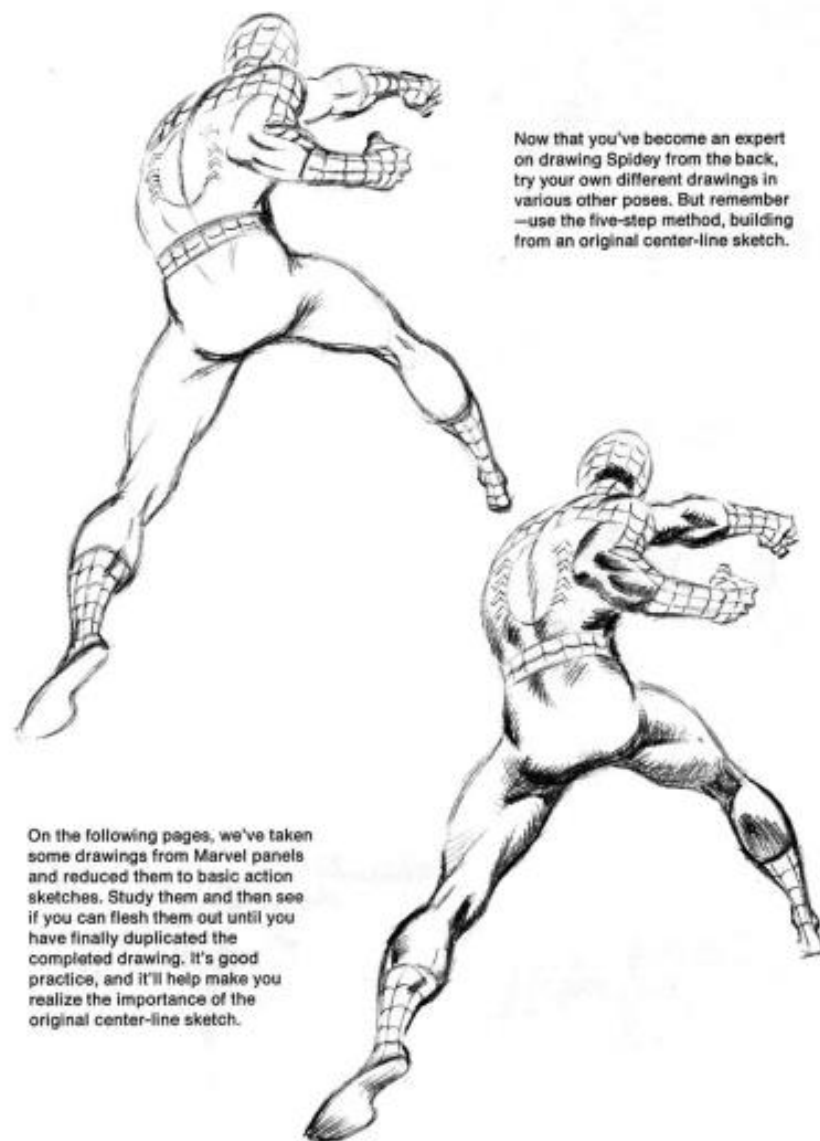 Now that you've become an expert
on drawing Spidey from the back,
try your own different drawings in
various other poses. But remember
—use the five-step method, building
from an original center-line sketch.
On the following pages, we've taken
some drawings from Marvel panels
and reduced them to basic action
sketches. Study them and then see
if you can flesh them out until you
have finally duplicated the
completed drawing. It's good
practice, and it'll help make you
realize the importance of the
original center-line sketch.